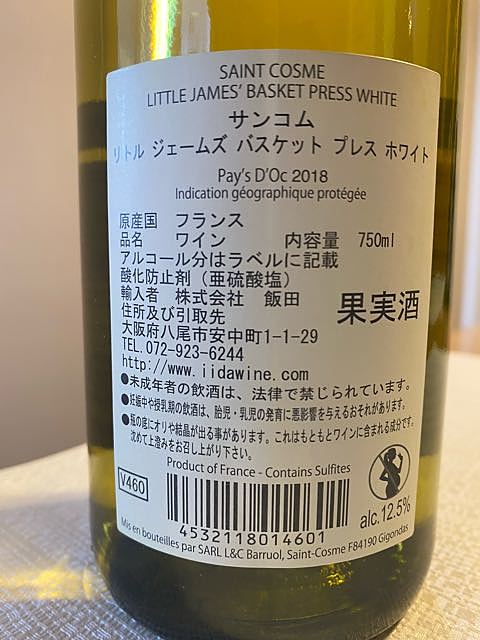 SAINT COSME
LITTLE JAMES' BASKET PRESS WHITE
サンコム
リトル ジェームズ バスケット プレス ホワイト
Pay's D'Oc 2018
Indication géographique protégée
原産国 フランス
品名 ワイン 内容量 750ml
アルコール分はラベルに記載
酸化防止剤（亜硫酸塩）
輸入者 株式会社 飯田
住所及び引取先
果実酒
大阪府八尾市安中町1-1-29
TEL.072-923-6244
http://www.iidawine.com
●未成年者の飲酒は、法律で禁じられています。
●妊娠中や授乳期の飲酒は、胎児・乳児の発育に悪影響を与えるおそれがあります。
●瓶の底にオリや結晶が出る事があります。これはもともとワインに含まれる成分です。
沈めて上澄みをお召し上がり下さい。
Product of France - Contains Sulfites
V460
4532118014601
alc.12.5%
Mis en bouteilles par SARL L&C Barruol, Saint-Cosme F84190 Gigondas